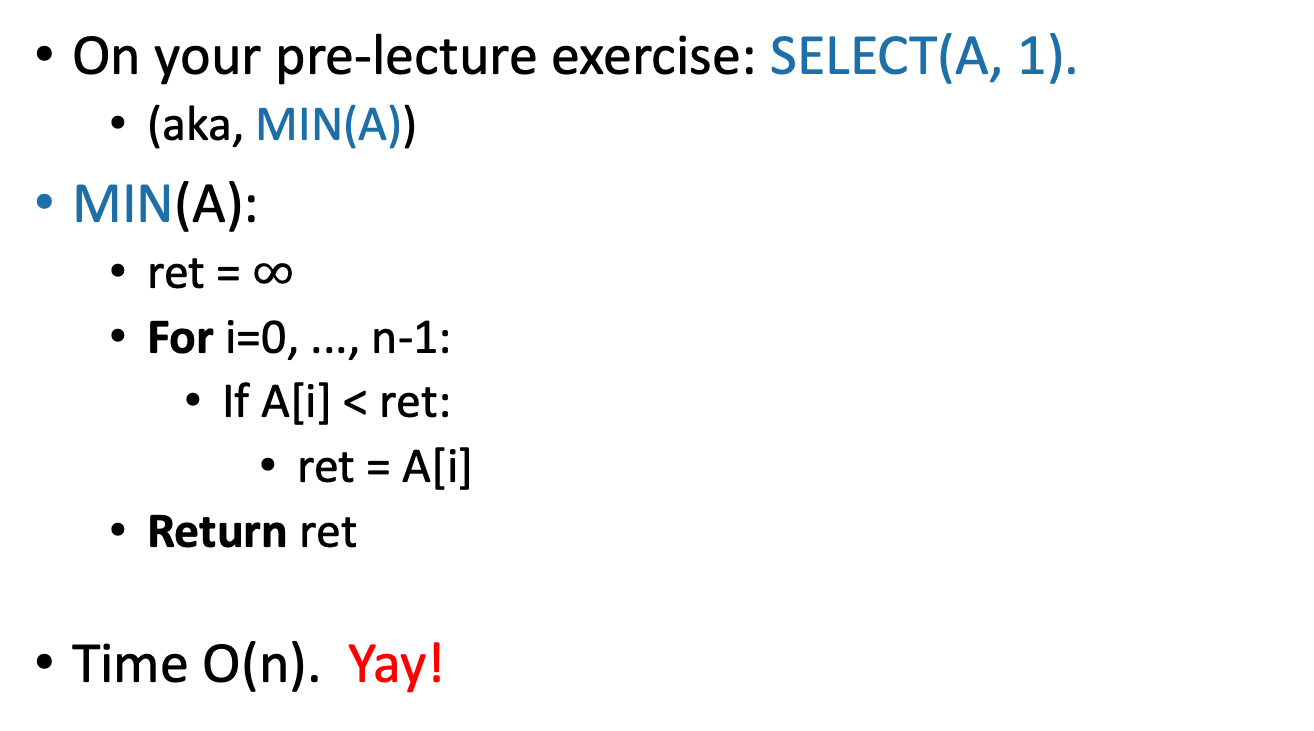 • On your pre-lecture exercise: SELECT(A, 1).
• (aka, MIN(A))
• MIN(A):
• ret = ∞
• For i=0, ..., n-1:
• If A[i] < ret:
• ret = A[i]
• Return ret
• Time O(n). Yay!